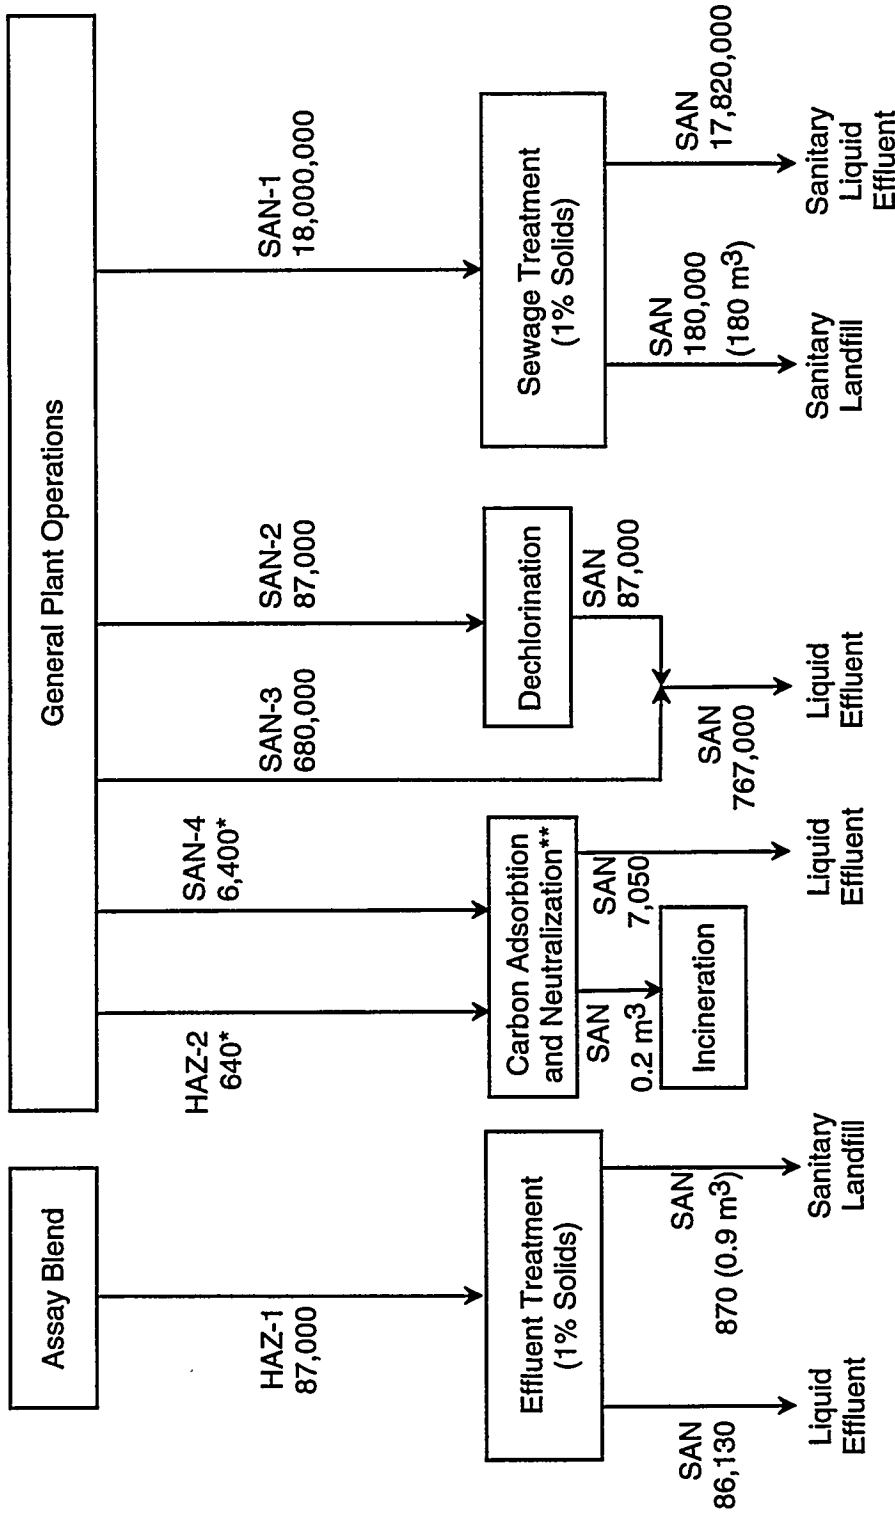 Assay Blend
General Plant Operations
HAZ-1
87,000
HAZ-2
640*
SAN-4
6,400*
SAN-3
680,000
SAN-2
87,000
SAN-1
18,000,000
Effluent Treatment
(1% Solids)
Carbon Adsorbtion
and Neutralization**
Dechlorination
Sewage Treatment
(1% Solids)
SAN
86,130
SAN
870 (0.9 m³)
SAN
0.2 m³
SAN
7,050
SAN
87,000
SAN
767,000
SAN
180,000
(180 m³)
SAN
17,820,000
Liquid
Effluent
Sanitary
Landfill
Incineration
Liquid
Effluent
Liquid
Effluent
Sanitary
Landfill
Sanitary
Liquid
Effluent